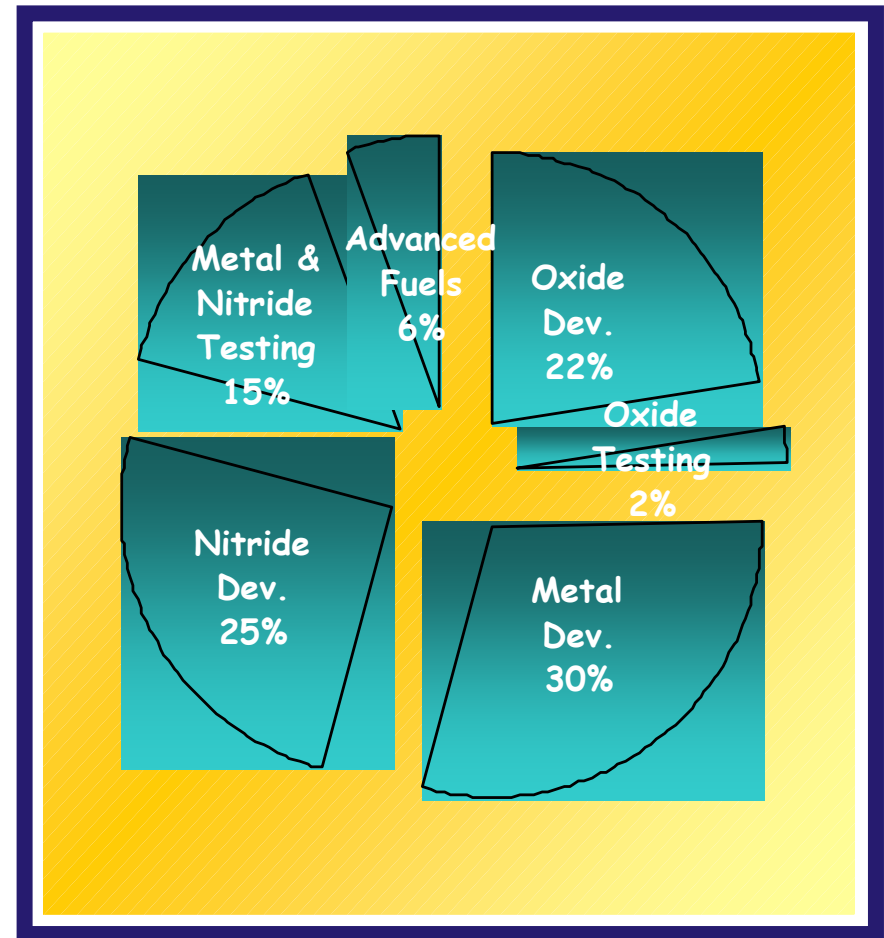 Metal &
Nitride
Testing
15%
Advanced
Fuels
6%
Oxide
Dev.
22%
Oxide
Testing
2%
Nitride
Dev.
25%
Metal
Dev.
30%